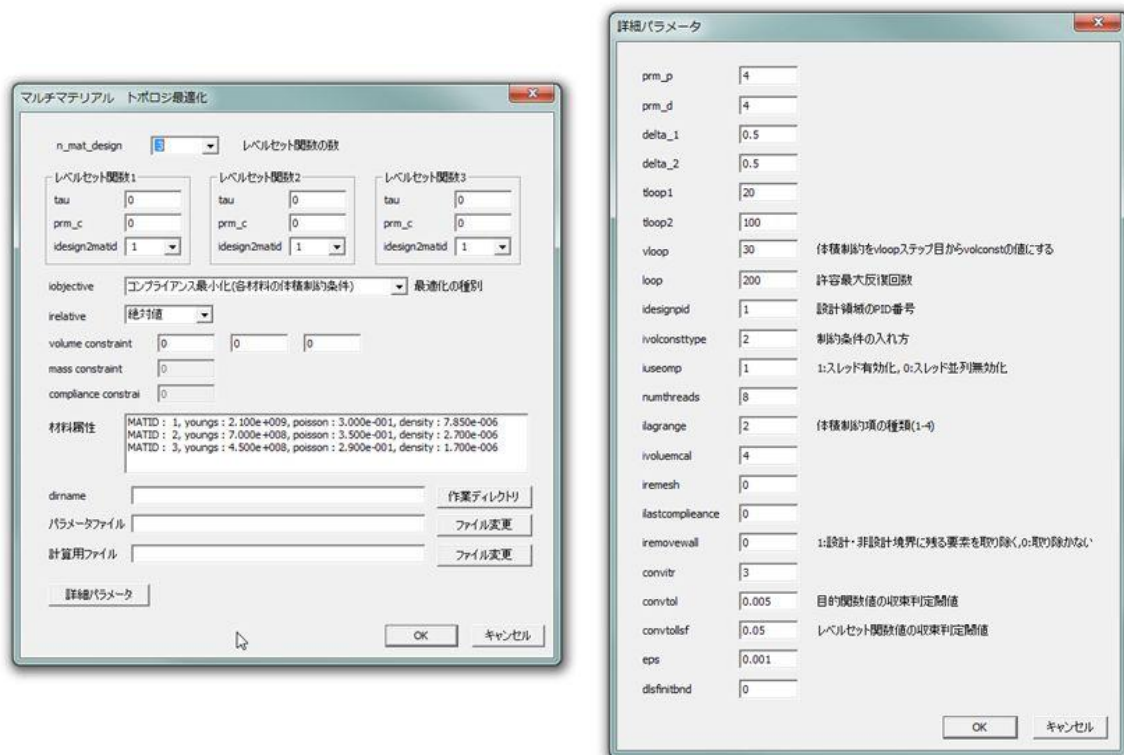 マルチマテリアル トポロジ最適化
n_mat_design 3 レベルセット関数の数
レベルセット関数1 レベルセット関数2 レベルセット関数3
tau 0 tau 0 tau 0
prm_c 0 prm_c 0 prm_c 0
idesign2matid 1 idesign2matid 1 idesign2matid 1
iobjective コンプライアンス最小化(各材料の体積制約条件) 最適化の種別
irelative 絶対値
volume constraint 0 0 0
mass constraint 0
compliance constrai 0
材料属性
MATID : 1, youngs : 2.100e+009, poisson : 3.000e-001, density : 7.850e-006
MATID : 2, youngs : 7.000e+008, poisson : 3.500e-001, density : 2.700e-006
MATID : 3, youngs : 4.500e+008, poisson : 2.900e-001, density : 1.700e-006
dirname 作業ディレクトリ
パラメータファイル ファイル変更
計算用ファイル ファイル変更
詳細パラメータ
OK キャンセル
詳細パラメータ
prm_p 4
prm_d 4
delta_1 0.5
delta_2 0.5
tloop1 20
tloop2 100
vloop 30 体積制約をvloopステップ目からvolconstの値にする
loop 200 許容最大反復回数
idesignpid 1 設計領域のPID番号
ivolconsttype 2 制約条件の入れ方
iuseomp 1 1:スレッド有効化, 0:スレッド並列無効化
numthreads 8
ilagrange 2 体積制約項の種類(1-4)
ivoluemcal 4
iremesh 0
ilastcompleance 0
iremovewall 0 1:設計・非設計境界に残る要素を取り除く,0:取り除かない
convitr 3
convtol 0.005 目的関数値の収束判定閾値
convtollsf 0.05 レベルセット関数値の収束判定閾値
eps 0.001
dlsfinitbnd 0
OK キャンセル